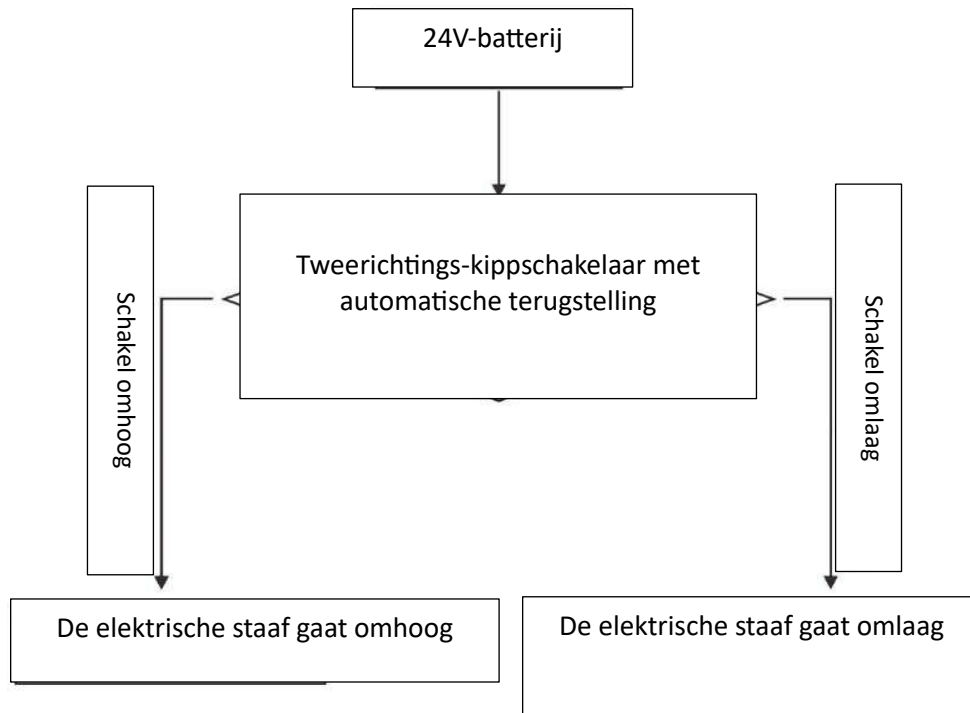 24V-batterij
Tweerichtings-kippschakelaar met
automatische terugstelling
Schakel omhoog
Schakel omlaag
De elektrische staaf gaat omhoog
De elektrische staaf gaat omlaag